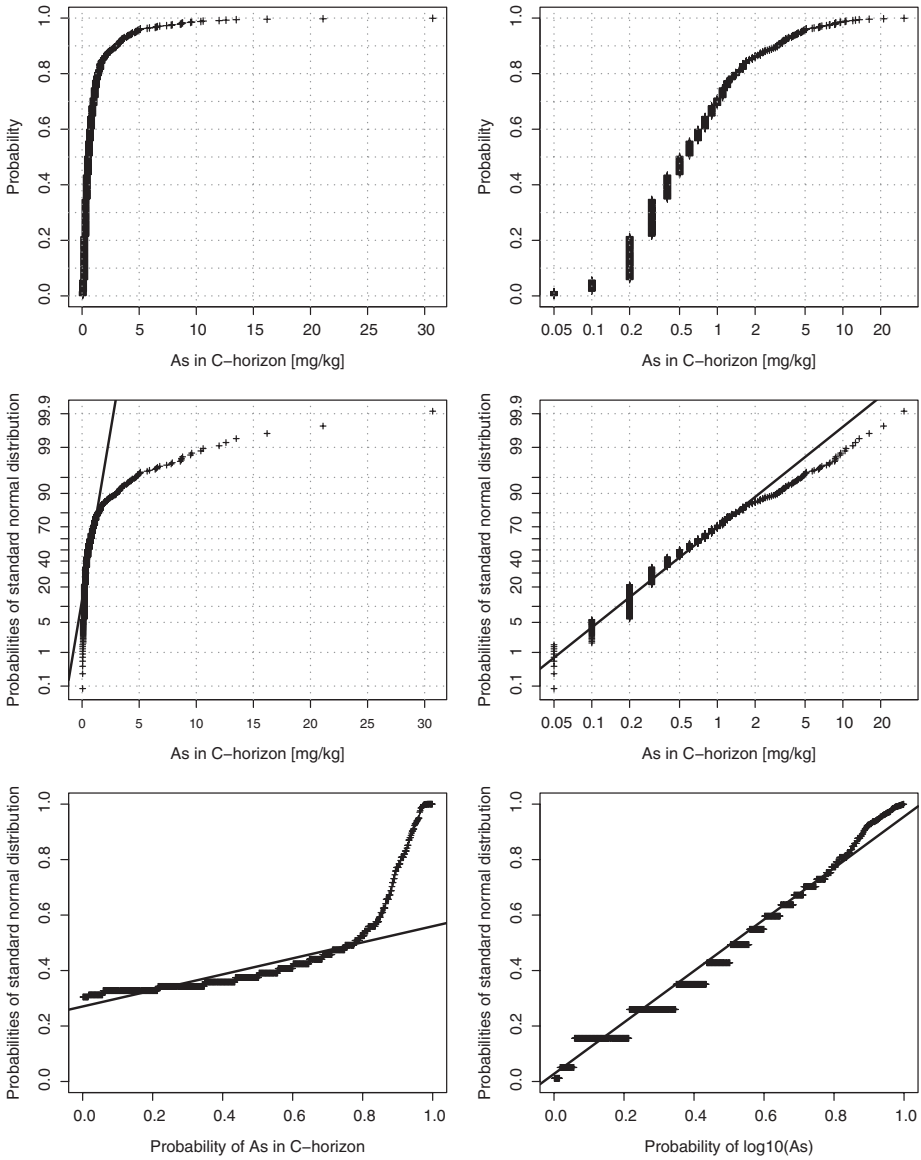 Probability
1.0
0.8
0.6
0.4
0.2
0.0
0 5 10 15 20 25 30
As in C−horizon [mg/kg]
Probability
1.0
0.8
0.6
0.4
0.2
0.0
0.05 0.1 0.2 0.5 1 2 5 10 20
As in C−horizon [mg/kg]
Probabilities of standard normal distribution
99.9
99
90
70
40
20
5
1
0.1
0 5 10 15 20 25 30
As in C−horizon [mg/kg]
Probabilities of standard normal distribution
99.9
99
90
70
40
20
5
1
0.1
0.05 0.1 0.2 0.5 1 2 5 10 20
As in C−horizon [mg/kg]
Probabilities of standard normal distribution
1.0
0.8
0.6
0.4
0.2
0.0
0.0 0.2 0.4 0.6 0.8 1.0
Probability of As in C−horizon
Probabilities of standard normal distribution
1.0
0.8
0.6
0.4
0.2
0.0
0.0 0.2 0.4 0.6 0.8 1.0
Probability of log10(As)